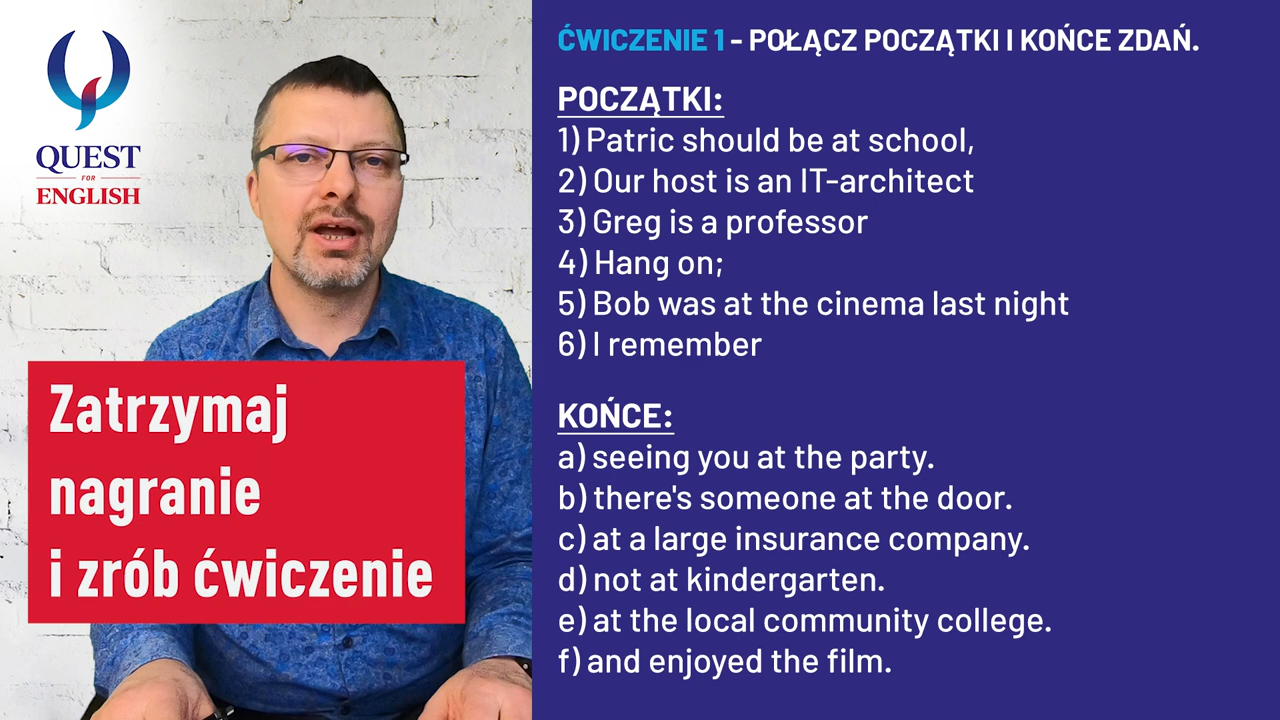 QUEST
FOR
ENGLISH
Zatrzymaj
nagranie
i zrób ćwiczenie
ĆWICZENIE 1 - POŁĄCZ POCZĄTKI I KOŃCE ZDAŃ.
POCZĄTKI:
1) Patric should be at school,
2) Our host is an IT-architect
3) Greg is a professor
4) Hang on;
5) Bob was at the cinema last night
6) I remember
KOŃCE:
a) seeing you at the party.
b) there's someone at the door.
c) at a large insurance company.
d) not at kindergarten.
e) at the local community college.
f) and enjoyed the film.